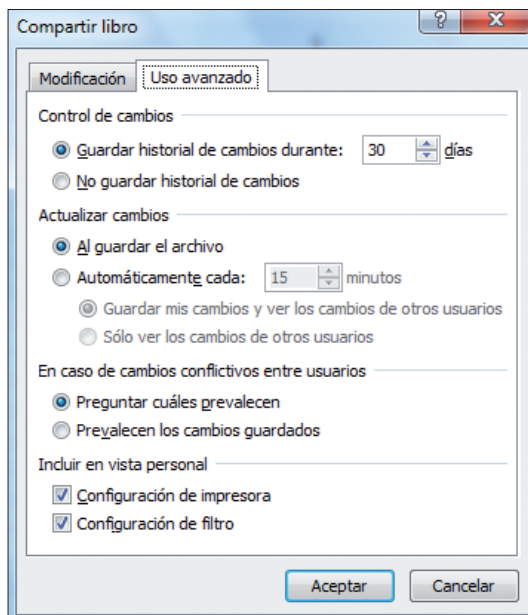 Compartir libro
Modificación Uso avanzado
Control de cambios
Guardar historial de cambios durante: 30 días
No guardar historial de cambios
Actualizar cambios
Al guardar el archivo
Automáticamente cada: 15 minutos
Guardar mis cambios y ver los cambios de otros usuarios
Sólo ver los cambios de otros usuarios
En caso de cambios conflictivos entre usuarios
Preguntar cuáles prevalecen
Prevalecen los cambios guardados
Incluir en vista personal
Configuración de impresora
Configuración de filtro
Aceptar Cancelar